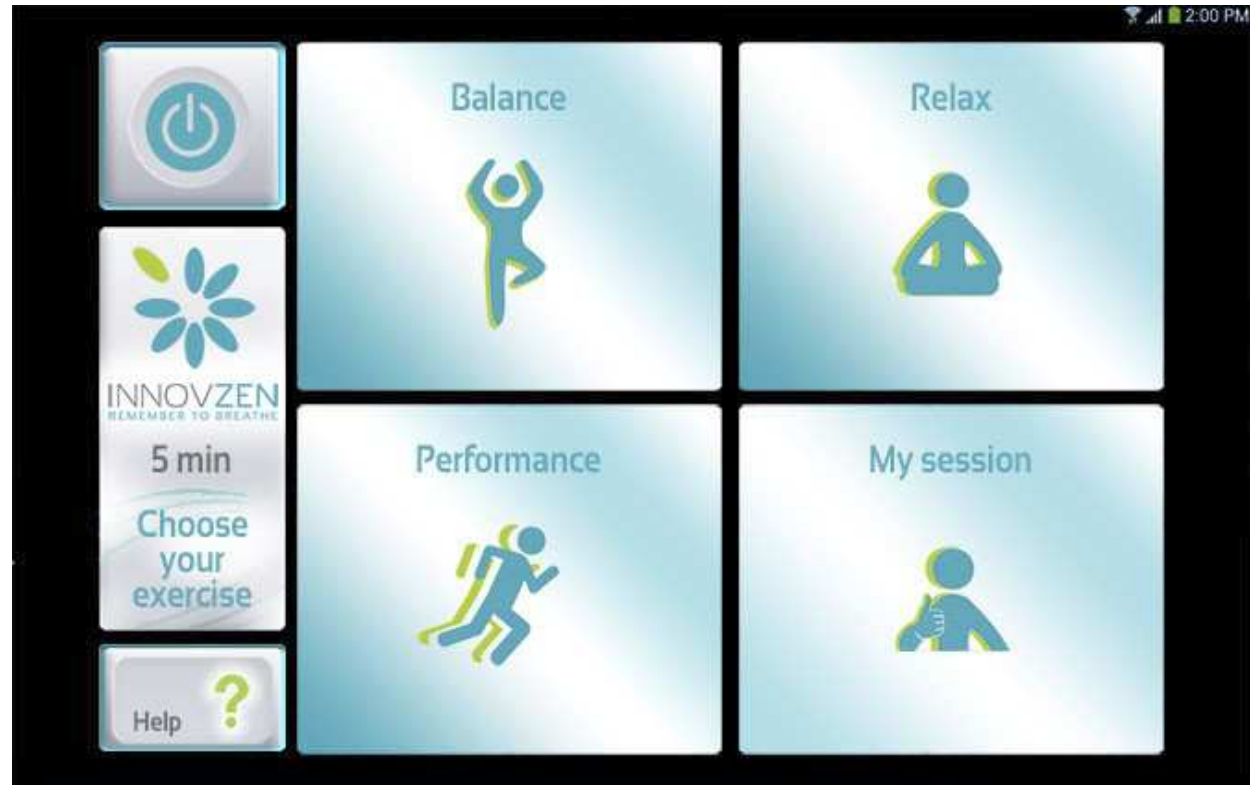 2:00 PM
Balance
Relax
INNOVZEN
REMEMBER TO BREATHE
5 min
Choose
your
exercise
Performance
My session
Help ?